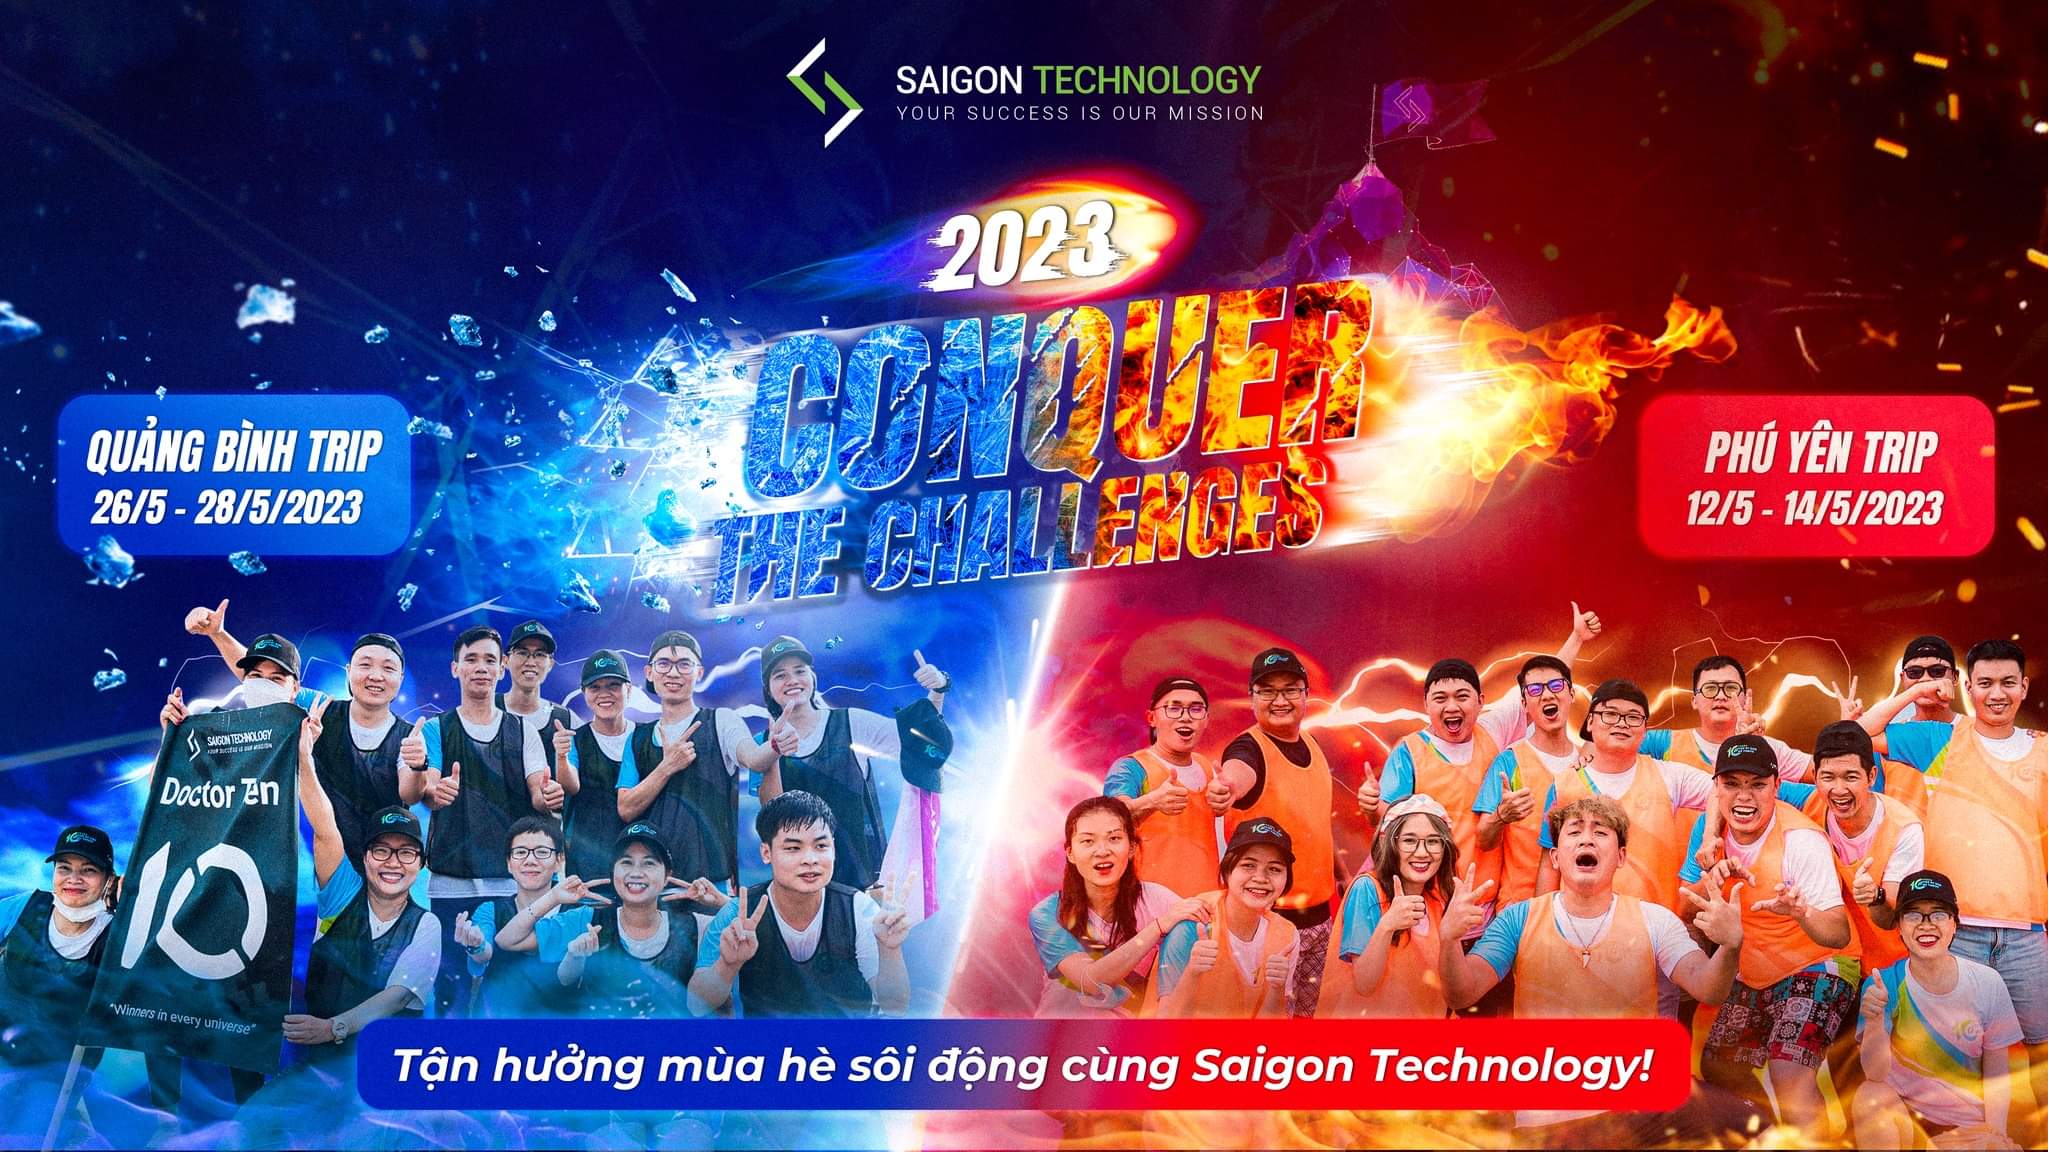 SAIGON TECHNOLOGY
YOUR SUCCESS IS OUR MISSION
2023
CONQUER
THE CHALLENGES
QUẢNG BÌNH TRIP
26/5 - 28/5/2023
PHÚ YÊN TRIP
12/5 - 14/5/2023
SAIGON TECHNOLOGY
YOUR SUCCESS IS OUR MISSION
Doctor Ten
10
"Winners in every universe"
Tận hưởng mùa hè sôi động cùng Saigon Technology!